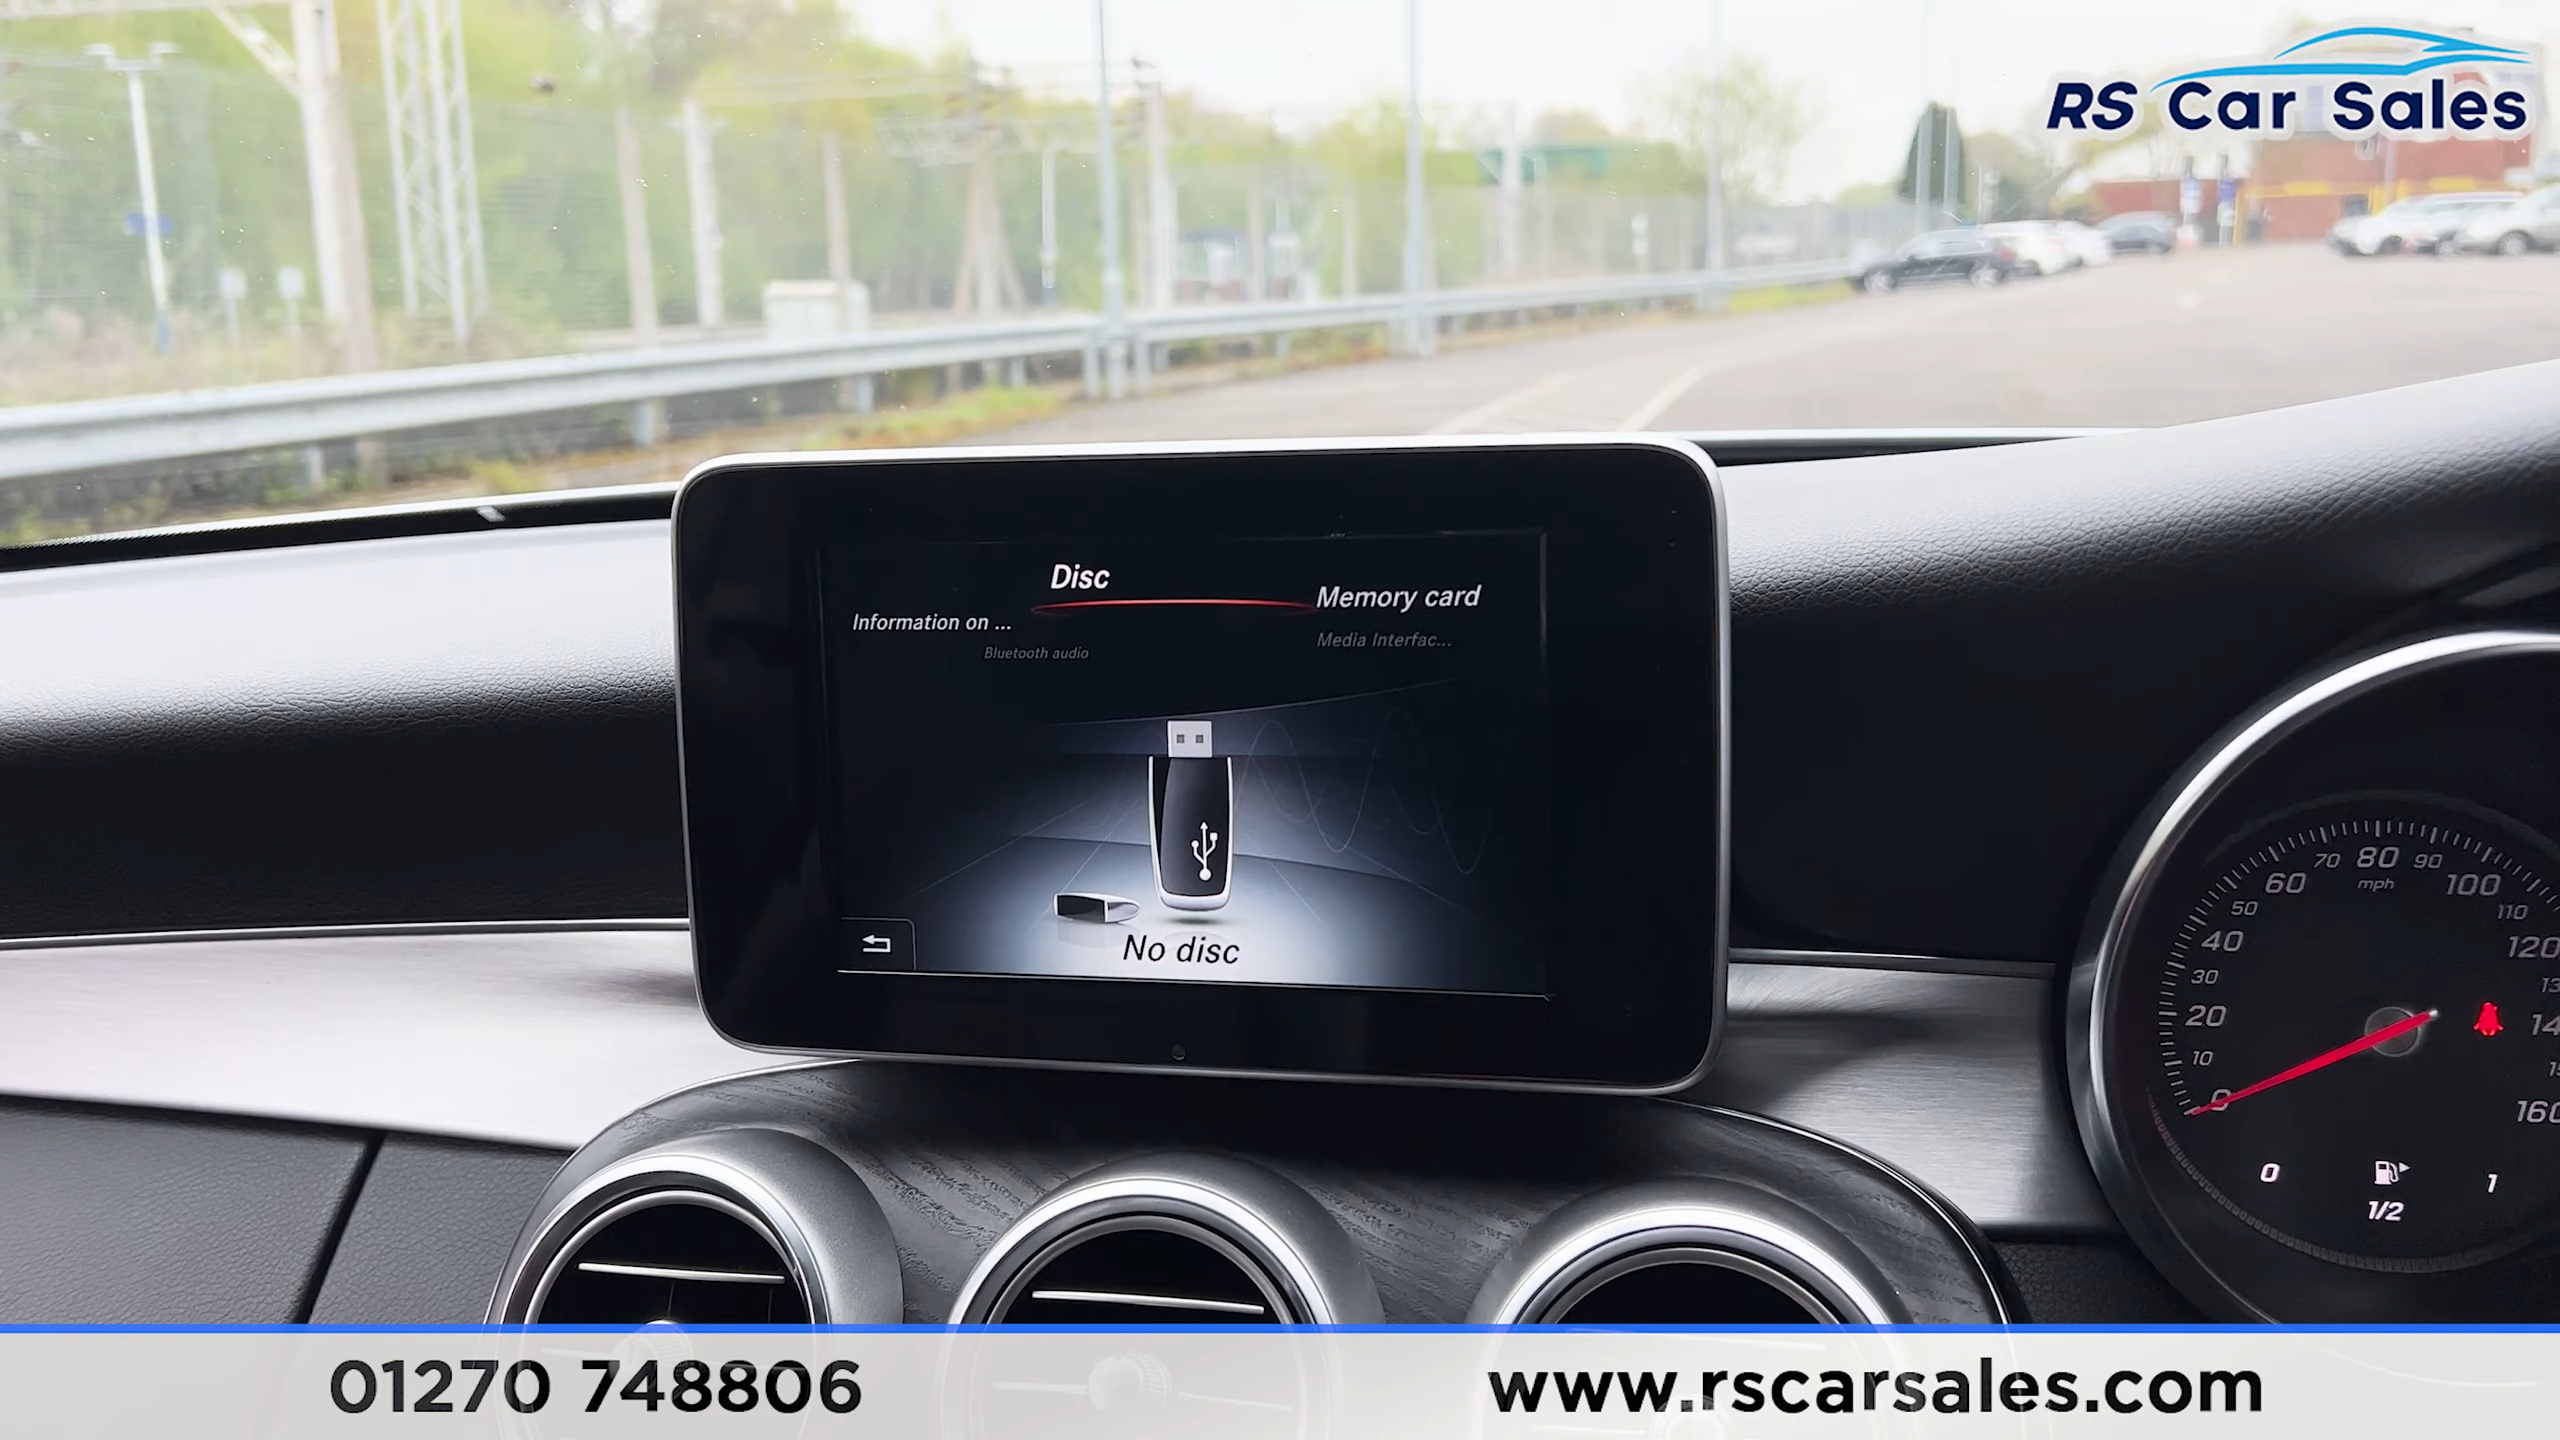 RS Car Sales
Disc
Memory card
Information on ...
Media Interfac...
Bluetooth audio
No disc
70 80 90
mph
60 100
50 110
40 120
30
20
10
0 160
0 1
1/2
01270 748806
www.rscarsales.com